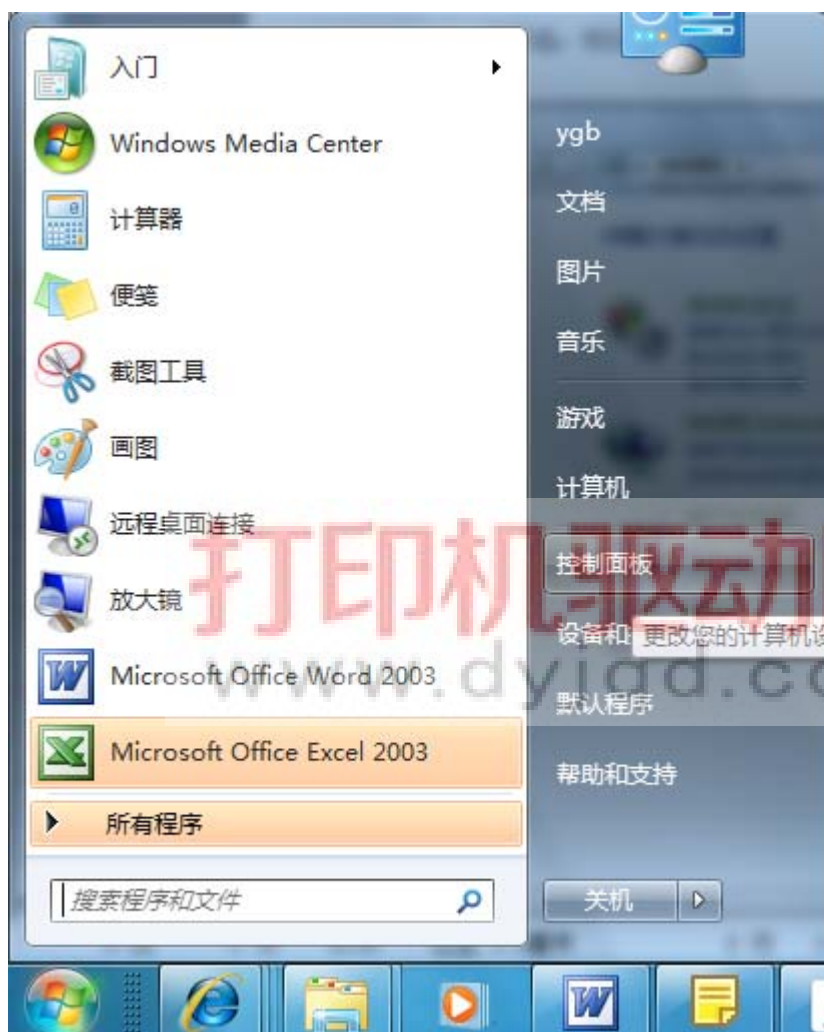 入门
Windows Media Center
计算器
便笺
截图工具
画图
远程桌面连接
放大镜
Microsoft Office Word 2003
Microsoft Office Excel 2003
所有程序
搜索程序和文件
ygb
文档
图片
音乐
游戏
计算机
控制面板
设备和
更改您的计算机设
默认程序
帮助和支持
关机
打印机驱动
www.dyjqd.co